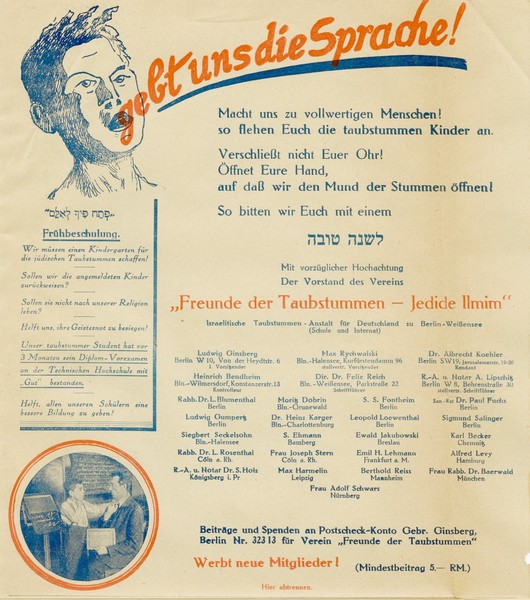 gebt uns die Sprache!
Macht uns zu vollwertigen Menschen!
so flehen Euch die taubstummen Kinder an.
Verschließt nicht Euer Ohr!
Öffnet Eure Hand,
auf daß wir den Mund der Stummen öffnen!
So bitten wir Euch mit einem
לשנה טובה
Mit vorzüglicher Hochachtung
Der Vorstand des Vereins
„Freunde der Taubstummen — Jedide Ilmim“
Israelitische Taubstummen-Anstalt für Deutschland zu Berlin-Weißensee
(Schule und Internat)
„פתח פיך לאלם“
Frühbeschulung.
Wir müssen einen Kindergarten für
die jüdischen Taubstummen schaffen!
Sollen wir die angemeldeten Kinder
zurückweisen?
Sollen sie nicht nach unserer Religion
leben?
Helft uns, ihre Geistesnot zu besiegen!
Unser taubstummer Student hat vor
3 Monaten sein Diplom-Vorexamen
an der Technischen Hochschule mit
„Gut“ bestanden.
Helft, allen unseren Schülern eine
bessere Bildung zu geben!
Ludwig Ginsberg
Berlin W 10, Von der Heydtstr. 6
1. Vorsitzender
Max Rychwalski
Bln.-Halensee, Kurfürstendamm 96
stellvertr. Vorsitzender
Dr. Albrecht Koehler
Berlin SW 19, Jerusalemerstr.
Rendant
Heinrich Bendheim
Bln.-Wilmersdorf, Konstanzerstr. 13
Kontrolleur
Dir. Dr. Felix Reich
Bln.-Weißensee, Parkstraße 22
Schriftführer
R.-A. u. Notar A. Lipschitz
Berlin W 8, Behrenstraße 30
stellvertr. Schriftführer
Rabb. Dr. L. Blumenthal
Berlin
Moritz Dobrin
Bln.-Grunewald
S. S. Fontheim
Berlin
San.-Rat Dr. Paul Fuchs
Berlin
Ludwig Gumpertz
Berlin
Dr. Heinz Karger
Bln.-Charlottenburg
Leopold Loewenthal
Berlin
Sigmund Salinger
Berlin
Siegbert Seckelsohn
Bln.-Halensee
S. Ehmann
Bamberg
Ewald Jakubowski
Breslau
Karl Becker
Chemnitz
Rabb. Dr. L. Rosenthal
Cöln a. Rh.
Frau Joseph Stern
Cöln a. Rh.
Emil H. Lehmann
Frankfurt a. M.
Alfred Levy
Hamburg
R.-A. u. Notar Dr. S. Holz
Königsberg i. Pr
Max Harmelin
Leipzig
Berthold Reiss
Mannheim
Frau Rabb. Dr. Baerwald
München
Frau Adolf Schwarz
Nürnberg
Beiträge und Spenden an Postscheck-Konto Gebr. Ginsberg,
Berlin Nr. 323 13 für Verein „Freunde der Taubstummen“
Werbt neue Mitglieder! (Mindestbeitrag 5.— RM.)
Hier abtrennen.